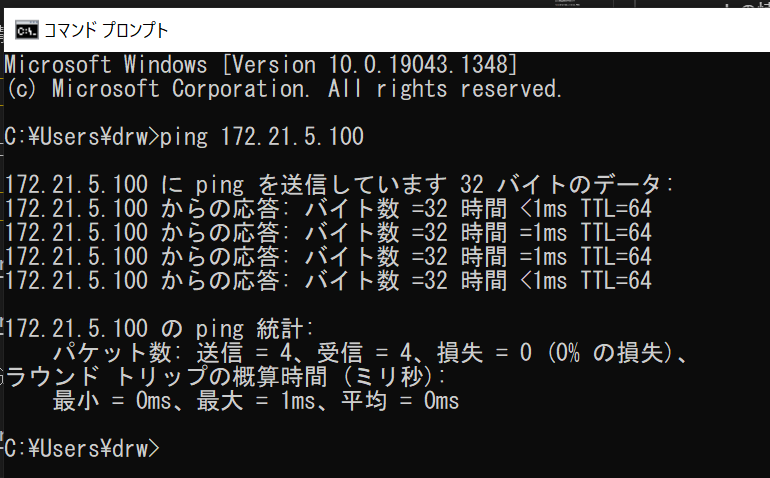 コマンド プロンプト
Microsoft Windows [Version 10.0.19043.1348]
(c) Microsoft Corporation. All rights reserved.
C:¥Users¥drw>ping 172.21.5.100
172.21.5.100 に ping を送信しています 32 バイトのデータ:
172.21.5.100 からの応答: バイト数 =32 時間 <1ms TTL=64
172.21.5.100 からの応答: バイト数 =32 時間 =1ms TTL=64
172.21.5.100 からの応答: バイト数 =32 時間 =1ms TTL=64
172.21.5.100 からの応答: バイト数 =32 時間 <1ms TTL=64
172.21.5.100 の ping 統計:
パケット数: 送信 = 4、受信 = 4、損失 = 0 (0% の損失)、
ラウンド トリップの概算時間 (ミリ秒):
最小 = 0ms、最大 = 1ms、平均 = 0ms
C:¥Users¥drw>